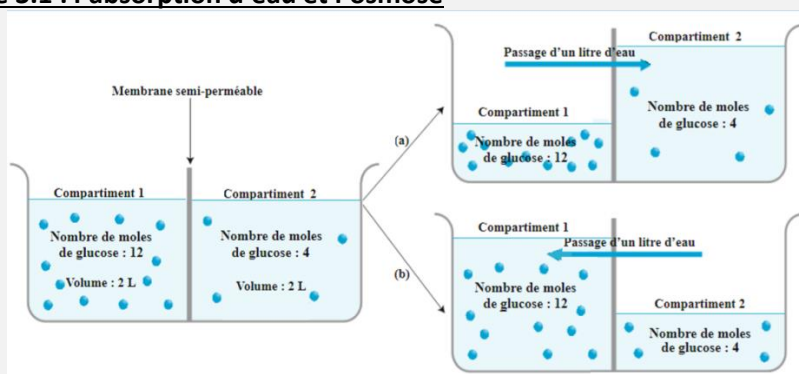 Membrane semi-perméable
Compartiment 1
Nombre de moles
de glucose : 12
Volume : 2 L
Compartiment 2
Nombre de moles
de glucose : 4
Volume : 2 L
(a)
Passage d'un litre d'eau
Compartiment 1
Nombre de moles
de glucose : 12
Compartiment 2
Nombre de moles
de glucose : 4
(b)
Compartiment 1
Passage d'un litre d'eau
Nombre de moles
de glucose : 12
Compartiment 2
Nombre de moles
de glucose : 4